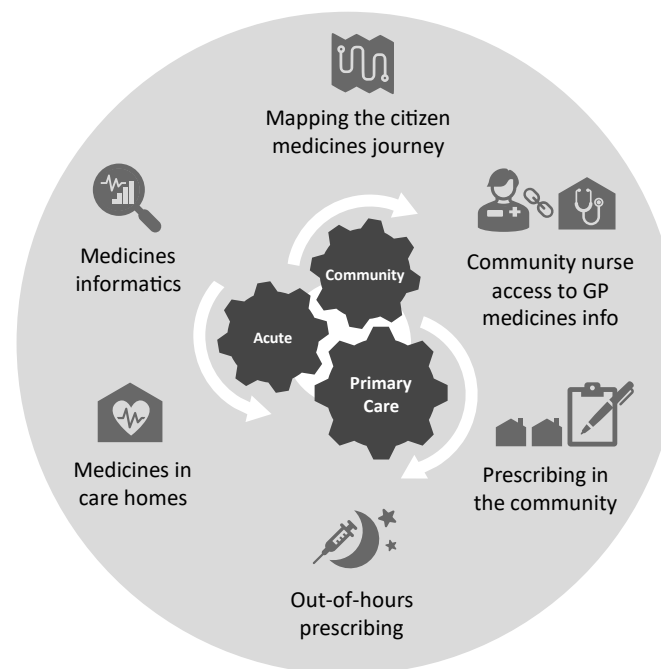 Mapping the citizen
medicines journey
Medicines
informatics
Community nurse
access to GP
medicines info
Community
Acute
Primary
Care
Medicines in
care homes
Prescribing in
the community
Out-of-hours
prescribing